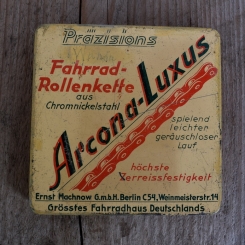 Präzisions
Fahrrad-
Rollenkette
aus
Chromnickelstahl
Arcona-Luxus
spielend
leichten
geräuschloser
Lauf
höchste
Zerreissfestigkeit
Ernst Machnow G.m.b.H. Berlin C54, Weinmeisterstr. 14
Grösstes Fahrradhaus Deutschlands